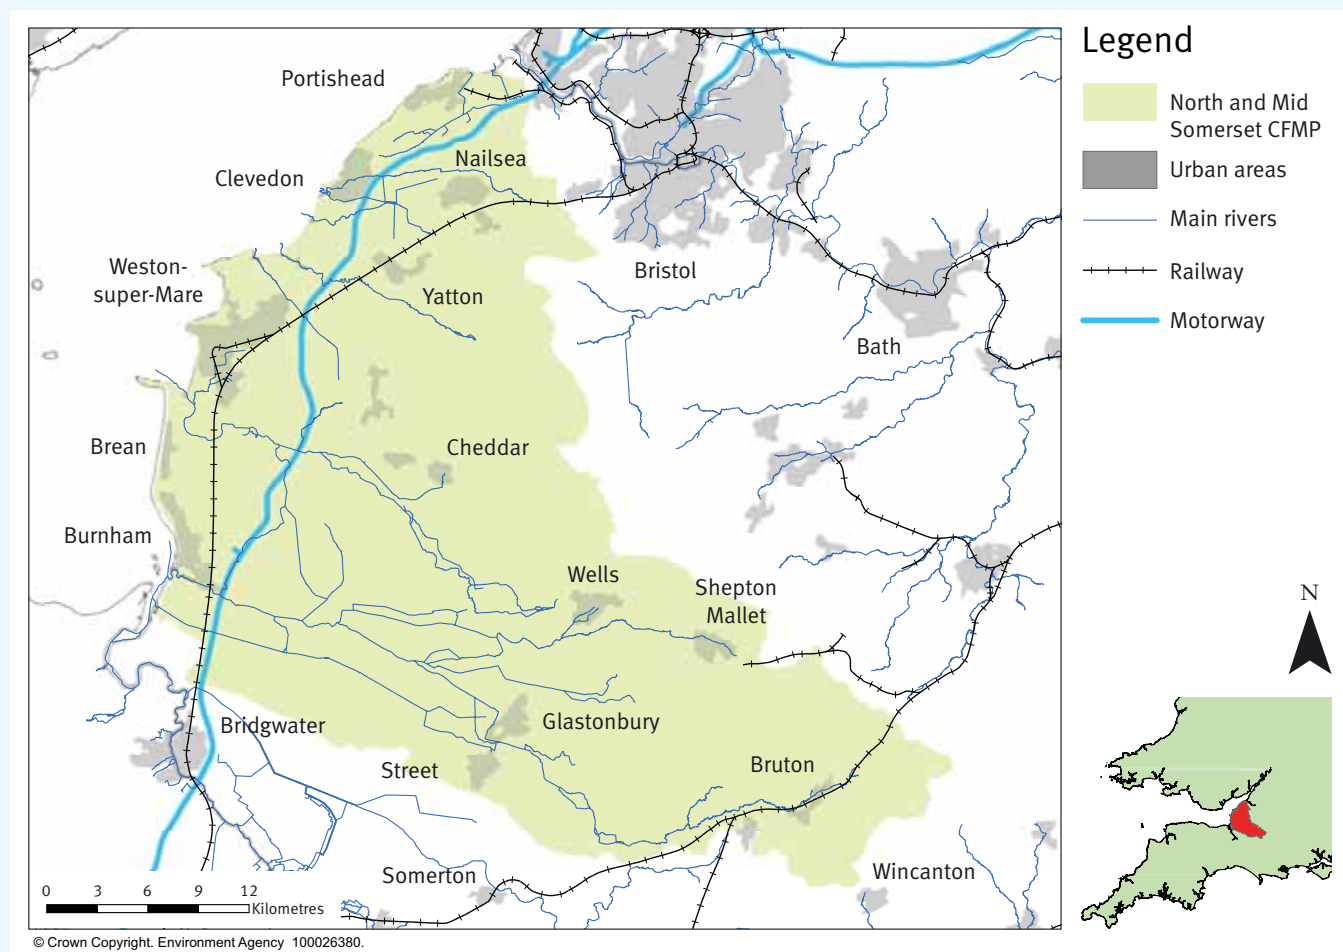 Legend
North and Mid
Somerset CFMP
Urban areas
Main rivers
Railway
Motorway
N
Portishead
Nailsea
Clevedon
Bristol
Weston-
super-Mare
Yatton
Bath
Brean
Cheddar
Burnham
Wells
Shepton
Mallet
Bridgwater
Glastonbury
Street
Bruton
Somerton
Wincanton
0 3 6 9 12
Kilometres
© Crown Copyright. Environment Agency 100026380.